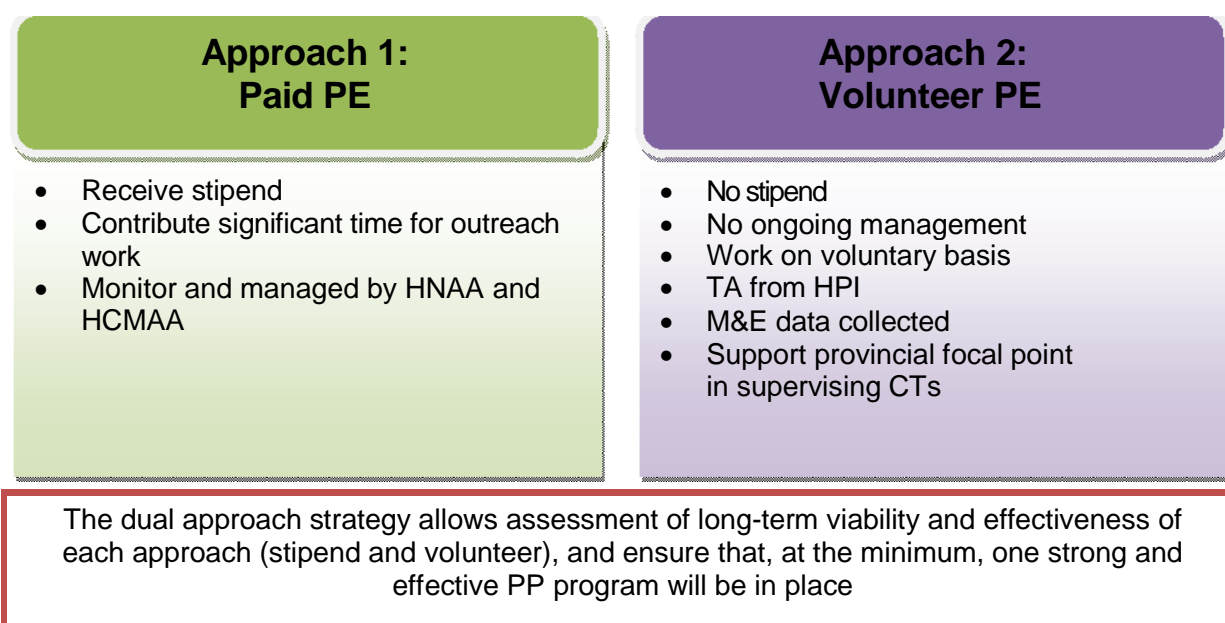 Approach 1:
Paid PE
• Receive stipend
• Contribute significant time for outreach
work
• Monitor and managed by HNAA and
HCMAA
Approach 2:
Volunteer PE
• No stipend
• No ongoing management
• Work on voluntary basis
• TA from HPI
• M&E data collected
• Support provincial focal point
in supervising CTs
The dual approach strategy allows assessment of long-term viability and effectiveness of
each approach (stipend and volunteer), and ensure that, at the minimum, one strong and
effective PP program will be in place